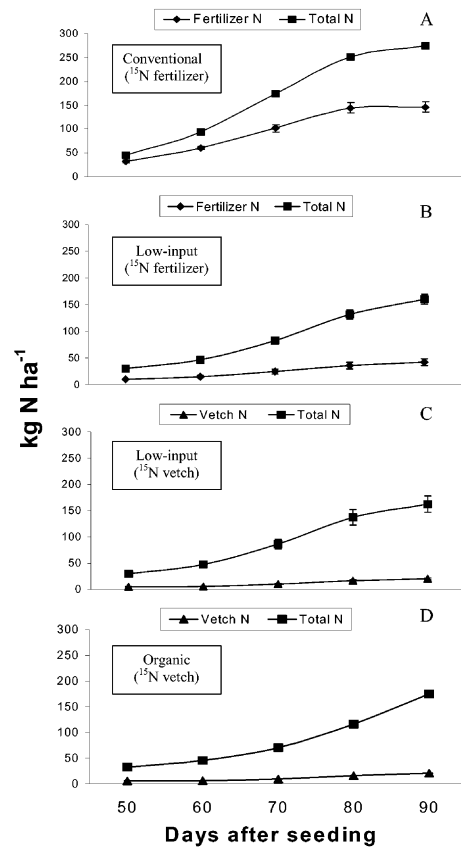 Fertilizer N Total N A
300
250
200
150
100
50
0
Conventional
(15N fertilizer)
Fertilizer N Total N B
300
250
200
150
100
50
0
Low-input
(15N fertilizer)
Vetch N Total N C
300
250
200
150
100
50
0
Low-input
(15N vetch)
Vetch N Total N D
300
250
200
150
100
50
0
Organic
(15N vetch)
kg N ha-1
50 60 70 80 90
Days after seeding